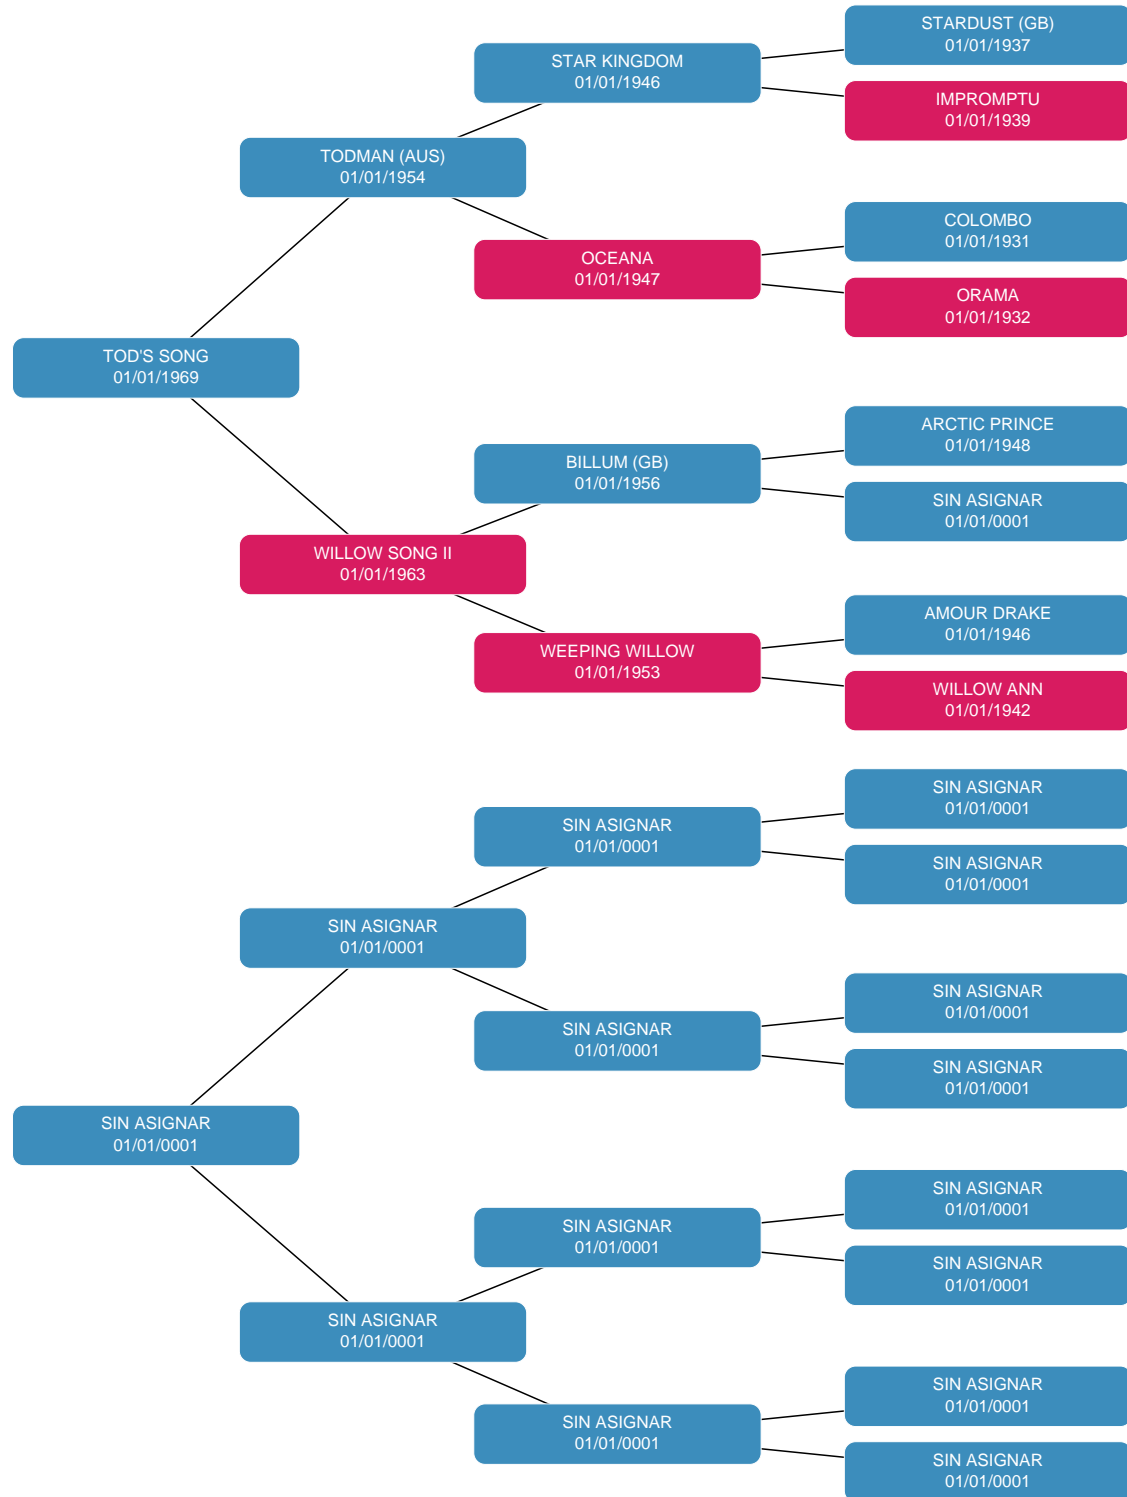 STARDUST (GB)
01/01/1937
STAR KINGDOM
01/01/1946
IMPROMPTU
01/01/1939
TODMAN (AUS)
01/01/1954
COLOMBO
01/01/1931
OCEANA
01/01/1947
ORAMA
01/01/1932
TOD'S SONG
01/01/1969
ARCTIC PRINCE
01/01/1948
BILLUM (GB)
01/01/1956
SIN ASIGNAR
01/01/0001
WILLOW SONG II
01/01/1963
AMOUR DRAKE
01/01/1946
WEEPING WILLOW
01/01/1953
WILLOW ANN
01/01/1942
SIN ASIGNAR
01/01/0001
SIN ASIGNAR
01/01/0001
SIN ASIGNAR
01/01/0001
SIN ASIGNAR
01/01/0001
SIN ASIGNAR
01/01/0001
SIN ASIGNAR
01/01/0001
SIN ASIGNAR
01/01/0001
SIN ASIGNAR
01/01/0001
SIN ASIGNAR
01/01/0001
SIN ASIGNAR
01/01/0001
SIN ASIGNAR
01/01/0001
SIN ASIGNAR
01/01/0001
SIN ASIGNAR
01/01/0001
SIN ASIGNAR
01/01/0001
SIN ASIGNAR
01/01/0001